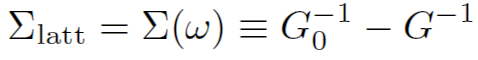 Σ_latt = Σ(ω) ≡ G_0^{-1} − G^{-1}